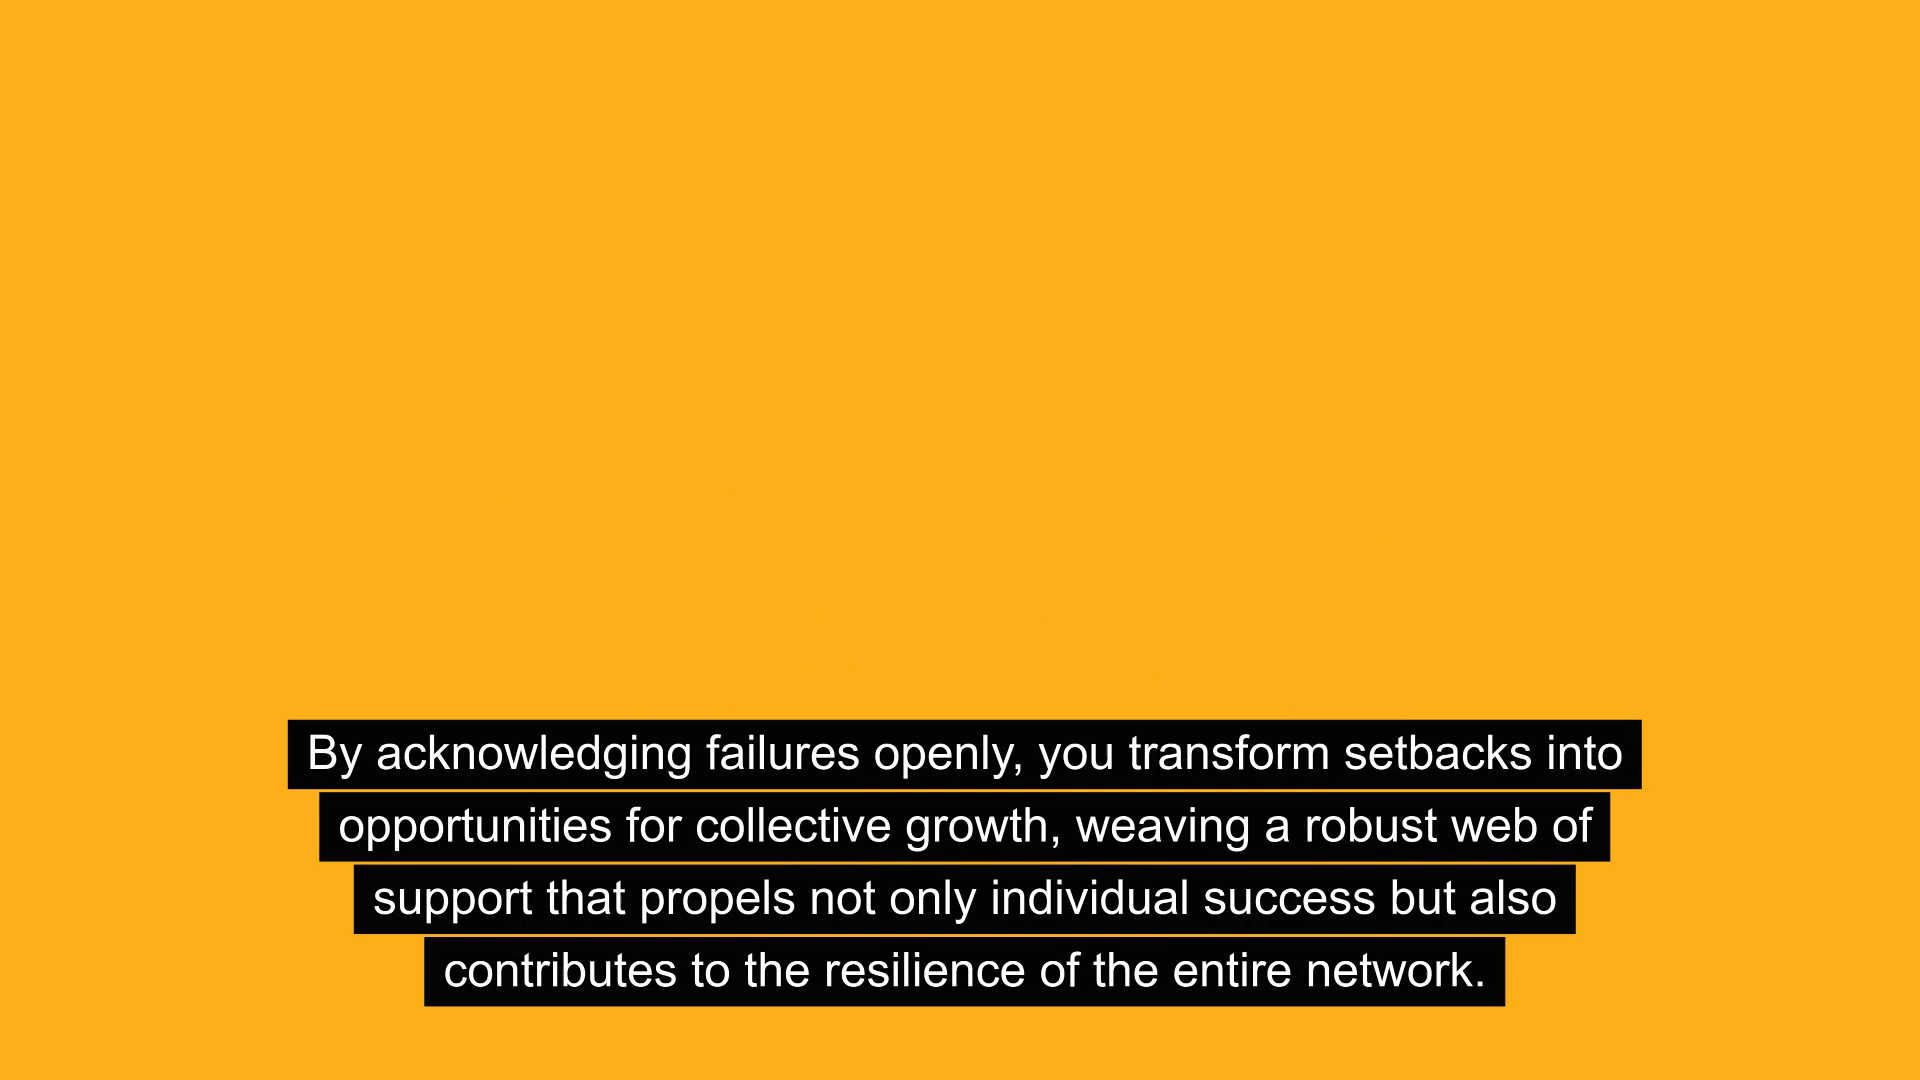 By acknowledging failures openly, you transform setbacks into
opportunities for collective growth, weaving a robust web of
support that propels not only individual success but also
contributes to the resilience of the entire network.